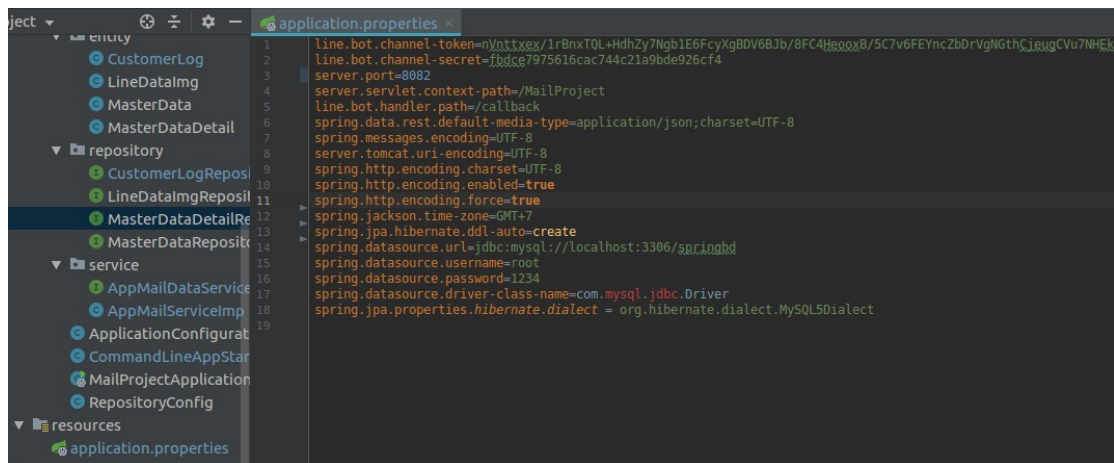 ject
entity
CustomerLog
LineDataImg
MasterData
MasterDataDetail
repository
CustomerLogReposi
LineDataImgReposit
MasterDataDetailRe
MasterDataReposito
service
AppMailDataService
AppMailServiceImp
ApplicationConfigurat
CommandLineAppStar
MailProjectApplication
RepositoryConfig
resources
application.properties
application.properties ×
1 line.bot.channel-token=nVnttxex/1rBnxTQL+HdhZy7Ngb1E6FcyXgBDV6BJb/8FC4HeooxB/5C7v6FEYncZbDrVgNGthCjeugCVu7NHEk
2 line.bot.channel-secret=fbdce7975616cac744c21a9bde926cf4
3 server.port=8082
4 server.servlet.context-path=/MailProject
5 line.bot.handler.path=/callback
6 spring.data.rest.default-media-type=application/json;charset=UTF-8
7 spring.messages.encoding=UTF-8
8 server.tomcat.uri-encoding=UTF-8
9 spring.http.encoding.charset=UTF-8
10 spring.http.encoding.enabled=true
11 spring.http.encoding.force=true
12 spring.jackson.time-zone=GMT+7
13 spring.jpa.hibernate.ddl-auto=create
14 spring.datasource.url=jdbc:mysql://localhost:3306/springbd
15 spring.datasource.username=root
16 spring.datasource.password=1234
17 spring.datasource.driver-class-name=com.mysql.jdbc.Driver
18 spring.jpa.properties.hibernate.dialect = org.hibernate.dialect.MySQL5Dialect
19